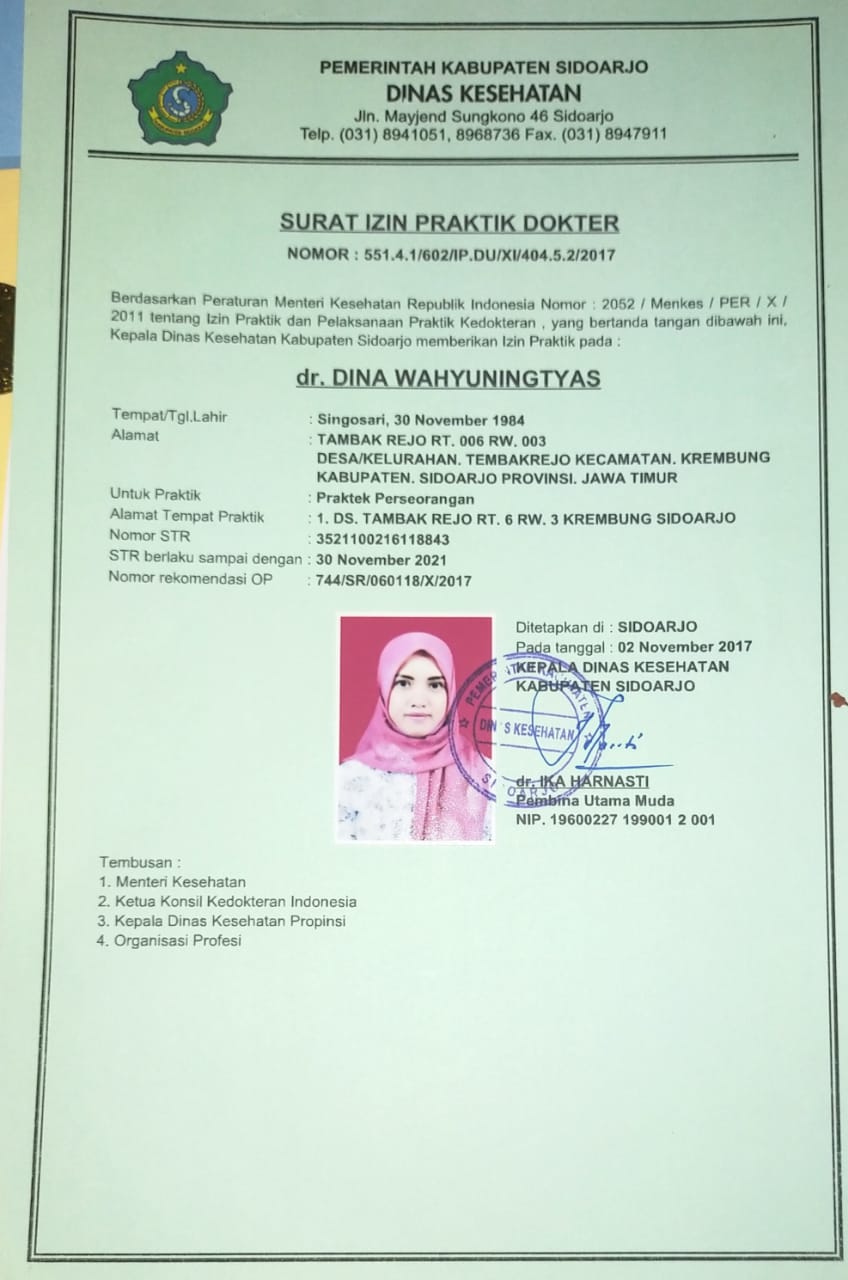 PEMERINTAH KABUPATEN SIDOARJO
DINAS KESEHATAN
Jln. Mayjend Sungkono 46 Sidoarjo
Telp. (031) 8941051, 8968736 Fax. (031) 8947911
SURAT IZIN PRAKTIK DOKTER
NOMOR : 551.4.1/602/IP.DU/XI/404.5.2/2017
Berdasarkan Peraturan Menteri Kesehatan Republik Indonesia Nomor : 2052 / Menkes / PER / X /
2011 tentang Izin Praktik dan Pelaksanaan Praktik Kedokteran , yang bertanda tangan dibawah ini,
Kepala Dinas Kesehatan Kabupaten Sidoarjo memberikan Izin Praktik pada :
dr. DINA WAHYUNINGTYAS
Tempat/Tgl.Lahir : Singosari, 30 November 1984
Alamat : TAMBAK REJO RT. 006 RW. 003
DESA/KELURAHAN. TEMBAKREJO KECAMATAN. KREMBUNG
KABUPATEN. SIDOARJO PROVINSI. JAWA TIMUR
Untuk Praktik : Praktek Perseorangan
Alamat Tempat Praktik : 1. DS. TAMBAK REJO RT. 6 RW. 3 KREMBUNG SIDOARJO
Nomor STR : 3521100216118843
STR berlaku sampai dengan : 30 November 2021
Nomor rekomendasi OP : 744/SR/060118/X/2017
Ditetapkan di : SIDOARJO
Pada tanggal : 02 November 2017
KEPALA DINAS KESEHATAN
KABUPATEN SIDOARJO
PEMERINTAH KABUPATEN
DINAS KESEHATAN
SIDOARJO
dr. IKA HARNASTI
Pembina Utama Muda
NIP. 19600227 199001 2 001
Tembusan :
1. Menteri Kesehatan
2. Ketua Konsil Kedokteran Indonesia
3. Kepala Dinas Kesehatan Propinsi
4. Organisasi Profesi